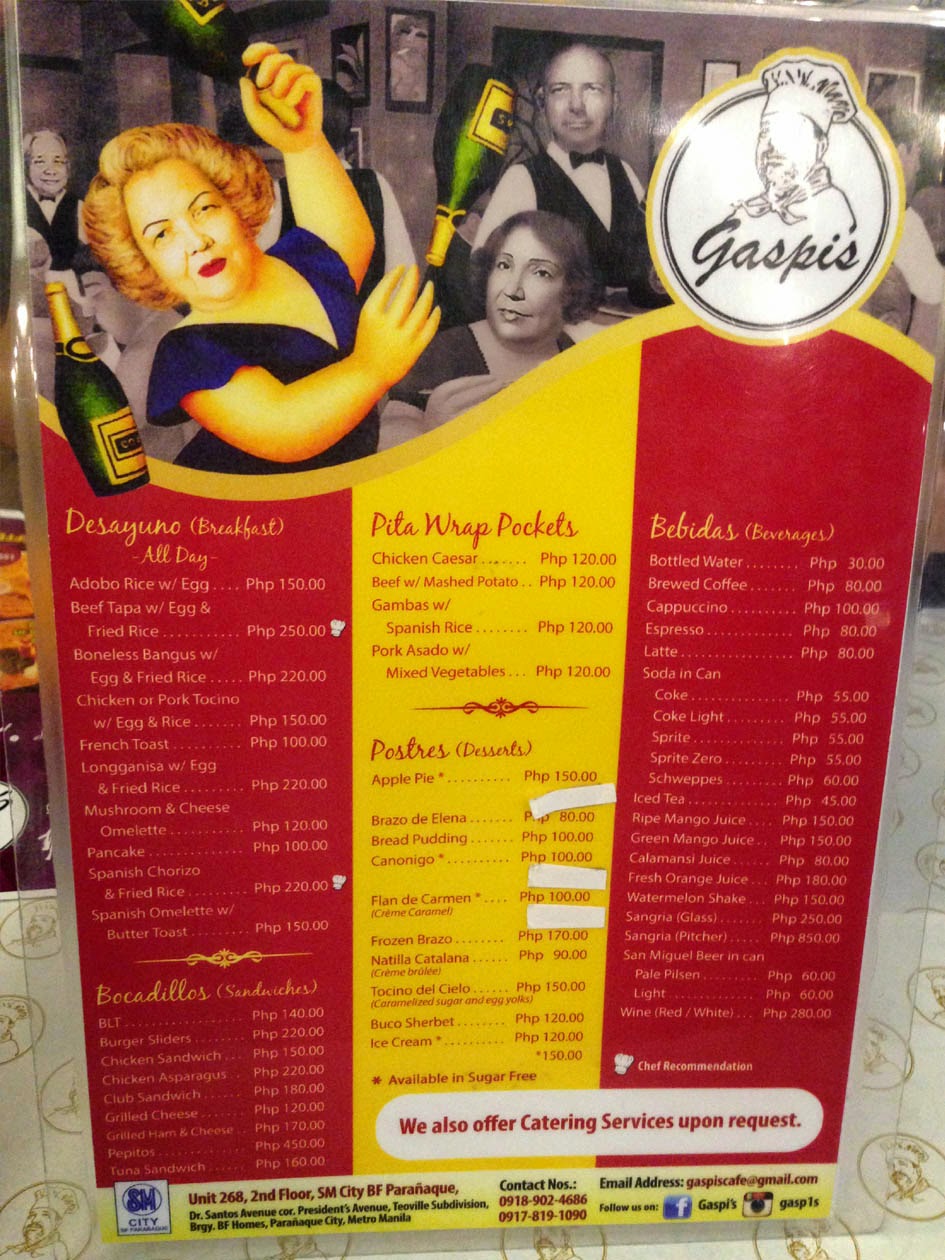 Gaspi's
Desayuno (Breakfast)
-All Day-
Adobo Rice w/ Egg .... Php 150.00
Beef Tapa w/ Egg &
Fried Rice ........... Php 250.00
Boneless Bangus w/
Egg & Fried Rice ..... Php 220.00
Chicken or Pork Tocino
w/ Egg & Rice ....... Php 150.00
French Toast .......... Php 100.00
Longganisa w/ Egg
& Fried Rice ......... Php 220.00
Mushroom & Cheese
Omelette ........... Php 120.00
Pancake .............. Php 100.00
Spanish Chorizo
& Fried Rice ......... Php 220.00
Spanish Omelette w/
Butter Toast ......... Php 150.00
Bocadillos (Sandwiches)
BLT ................. Php 140.00
Burger Sliders ....... Php 220.00
Chicken Sandwich ... Php 150.00
Chicken Asparagus .. Php 220.00
Club Sandwich ...... Php 180.00
Grilled Cheese ...... Php 120.00
Grilled Ham & Cheese Php 170.00
Pepitos ............. Php 450.00
Tuna Sandwich ...... Php 160.00
Pita Wrap Pockets
Chicken Caesar ....... Php 120.00
Beef w/ Mashed Potato .. Php 120.00
Gambas w/
Spanish Rice ........ Php 120.00
Pork Asado w/
Mixed Vegetables ... Php 120.00
Postres (Desserts)
Apple Pie * .......... Php 150.00
Brazo de Elena ....... Php 80.00
Bread Pudding ....... Php 100.00
Canonigo * .......... Php 100.00
Flan de Carmen * .... Php 100.00
(Crème Caramel)
Frozen Brazo ........ Php 170.00
Natilla Catalana ...... Php 90.00
(Crème brûlée)
Tocino del Cielo ...... Php 150.00
(Caramelized sugar and egg yolks)
Buco Sherbet ........ Php 120.00
Ice Cream * .......... Php 120.00
*150.00
* Available in Sugar Free
Bebidas (Beverages)
Bottled Water ........ Php 30.00
Brewed Coffee ....... Php 80.00
Cappuccino .......... Php 100.00
Espresso ............. Php 80.00
Latte ................. Php 80.00
Soda in Can
Coke .............. Php 55.00
Coke Light ......... Php 55.00
Sprite .............. Php 55.00
Sprite Zero ......... Php 55.00
Schweppes ......... Php 60.00
Iced Tea .............. Php 45.00
Ripe Mango Juice .... Php 150.00
Green Mango Juice .. Php 150.00
Calamansi Juice ...... Php 80.00
Fresh Orange Juice ... Php 180.00
Watermelon Shake ... Php 150.00
Sangria (Glass) ....... Php 250.00
Sangria (Pitcher) ..... Php 850.00
San Miguel Beer in can
Pale Pilsen .......... Php 60.00
Light .............. Php 60.00
Wine (Red / White) ... Php 280.00
Chef Recommendation
We also offer Catering Services upon request.
SM
CITY
BF PARAÑAQUE
Unit 268, 2nd Floor, SM City BF Parañaque,
Dr. Santos Avenue cor. President's Avenue, Teoville Subdivision,
Brgy. BF Homes, Parañaque City, Metro Manila
Contact Nos.:
0918-902-4686
0917-819-1090
Email Address: gaspiscafe@gmail.com
Follow us on: f Gaspi's gasp1s